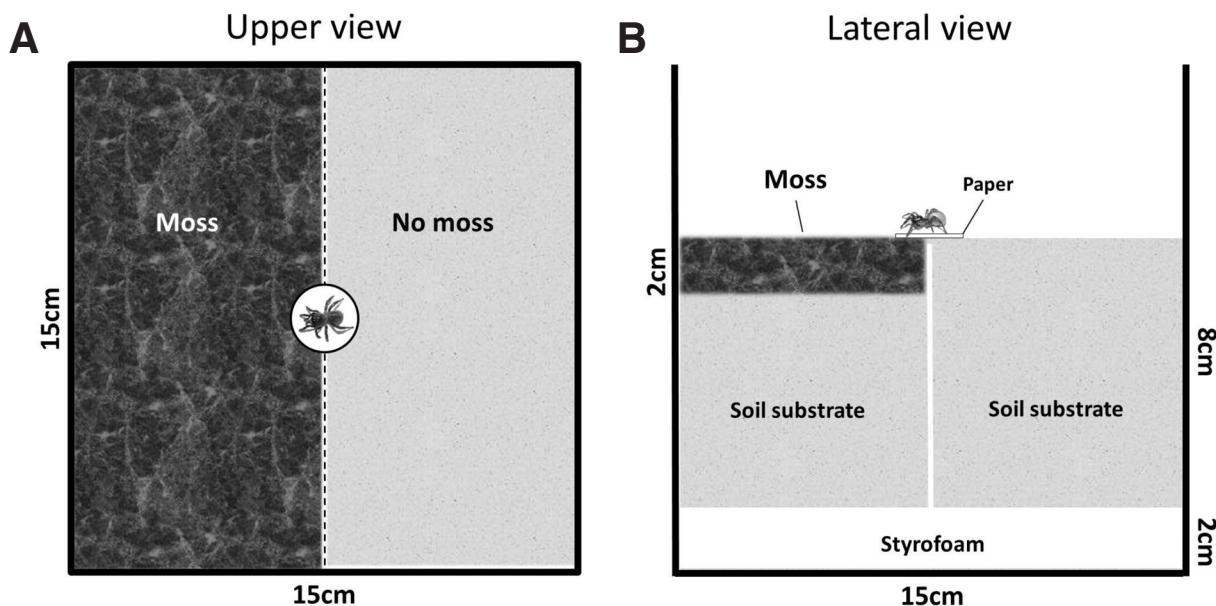 A
Upper view
Moss
No moss
15cm
15cm
B
Lateral view
Moss
Paper
2cm
8cm
Soil substrate
Soil substrate
Styrofoam
2cm
15cm